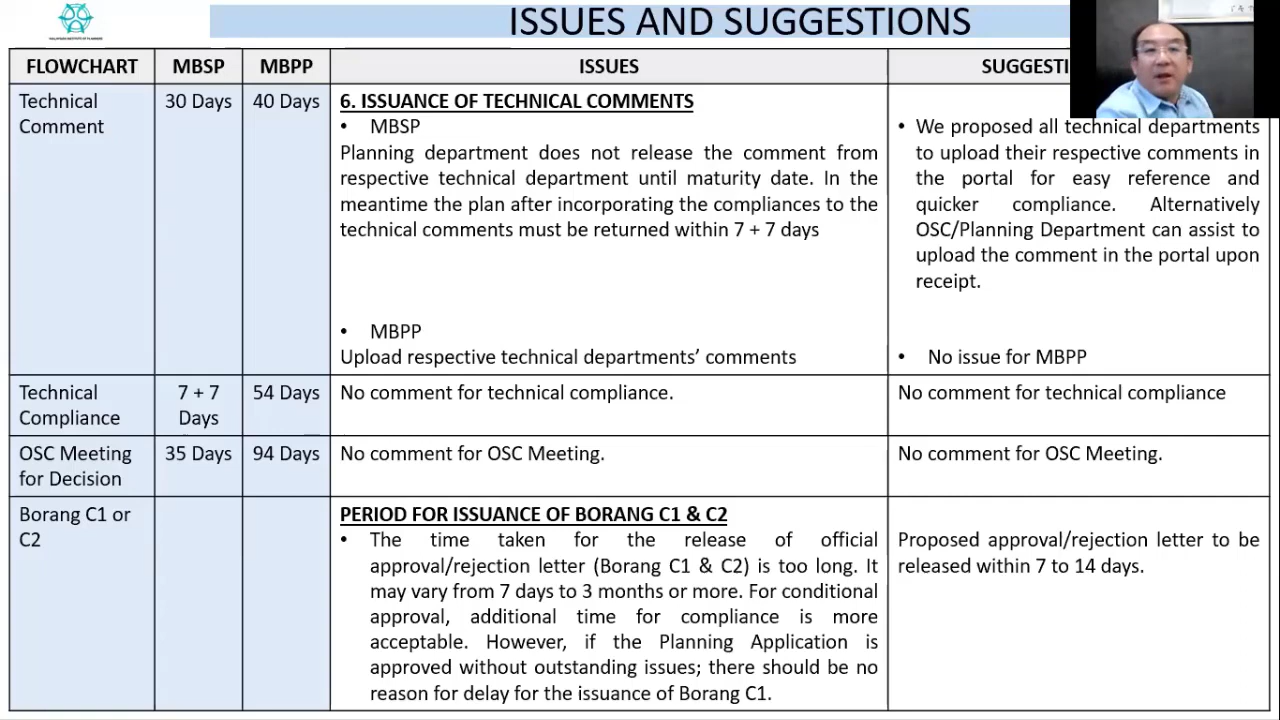 ISSUES AND SUGGESTIONS
FLOWCHART
MBSP
MBPP
ISSUES
SUGGESTI
Technical
Comment
30 Days
40 Days
6. ISSUANCE OF TECHNICAL COMMENTS
• MBSP
Planning department does not release the comment from
respective technical department until maturity date. In the
meantime the plan after incorporating the compliances to the
technical comments must be returned within 7 + 7 days
• MBPP
Upload respective technical departments' comments
• We proposed all technical departments
to upload their respective comments in
the portal for easy reference and
quicker compliance. Alternatively
OSC/Planning Department can assist to
upload the comment in the portal upon
receipt.
• No issue for MBPP
Technical
Compliance
7 + 7
Days
54 Days
No comment for technical compliance.
No comment for technical compliance
OSC Meeting
for Decision
35 Days
94 Days
No comment for OSC Meeting.
No comment for OSC Meeting.
Borang C1 or
C2
PERIOD FOR ISSUANCE OF BORANG C1 & C2
• The time taken for the release of official
approval/rejection letter (Borang C1 & C2) is too long. It
may vary from 7 days to 3 months or more. For conditional
approval, additional time for compliance is more
acceptable. However, if the Planning Application is
approved without outstanding issues; there should be no
reason for delay for the issuance of Borang C1.
Proposed approval/rejection letter to be
released within 7 to 14 days.